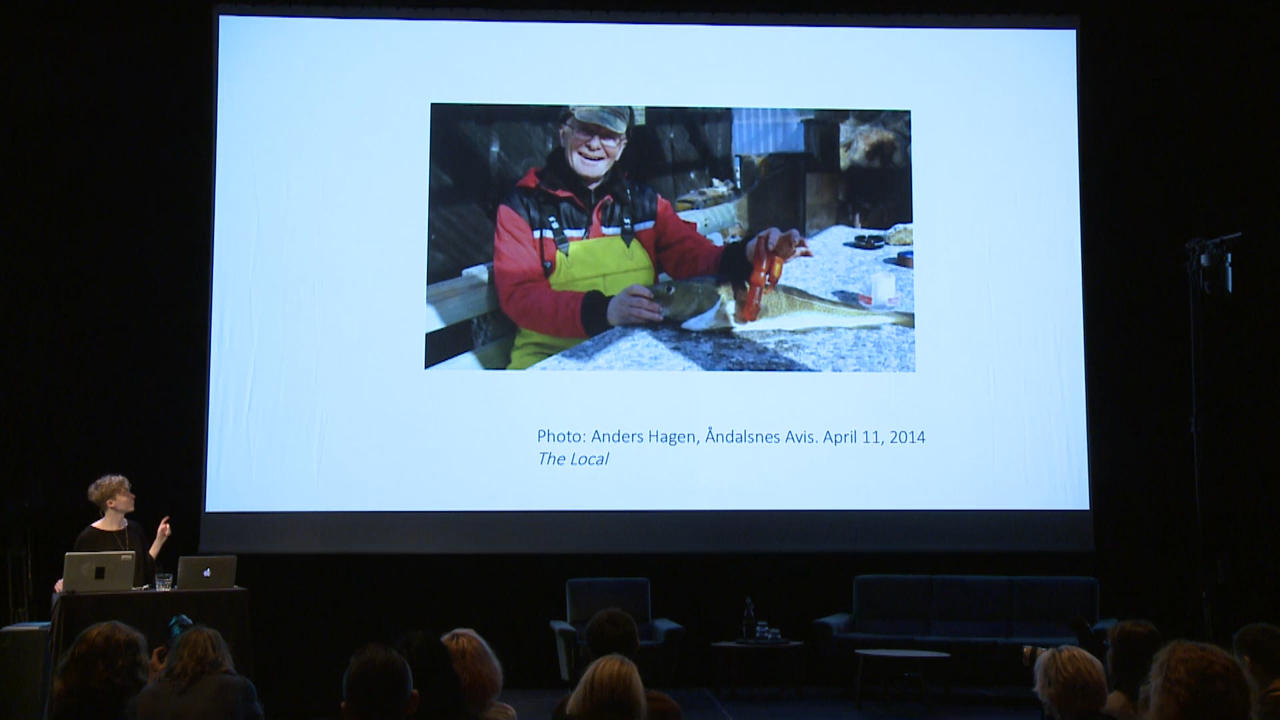 Photo: Anders Hagen, Åndalsnes Avis. April 11, 2014
The Local